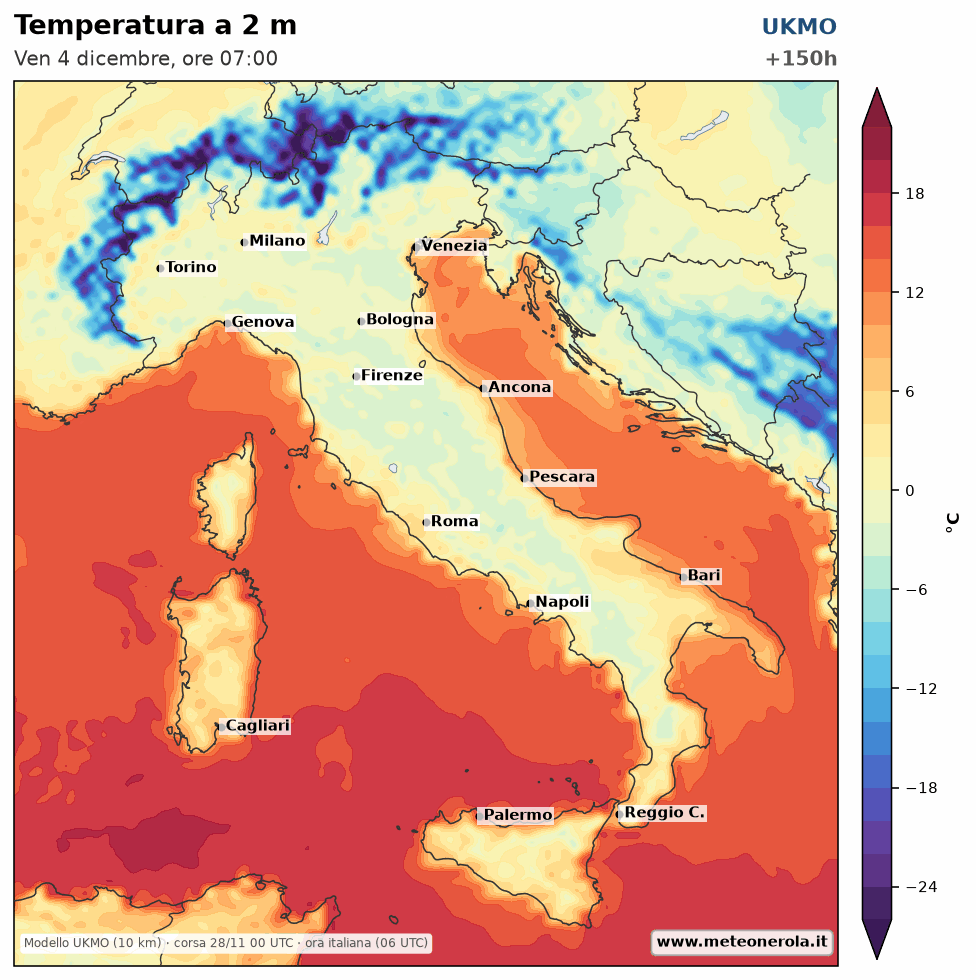 Temperatura a 2 m
UKMO
Ven 4 dicembre, ore 07:00
+150h
Milano
Venezia
Torino
Genova
Bologna
Firenze
Ancona
Pescara
Roma
Bari
Napoli
Cagliari
Palermo
Reggio C.
18
12
6
0
−6
−12
−18
−24
°C
Modello UKMO (10 km) · corsa 28/11 00 UTC · ora italiana (06 UTC)
www.meteonerola.it